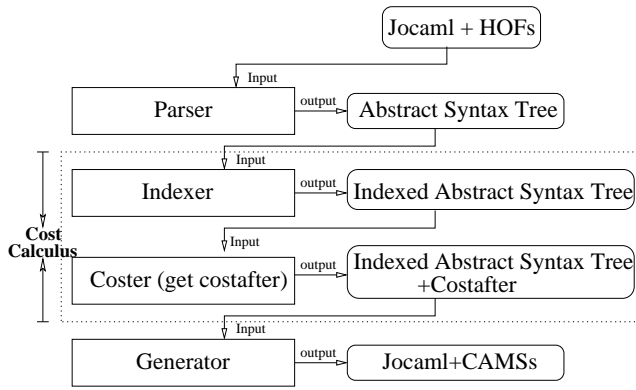 Jocaml + HOFs
Input
Parser
output
Abstract Syntax Tree
Input
Indexer
output
Indexed Abstract Syntax Tree
Cost
Calculus
Input
Coster (get costafter)
output
Indexed Abstract Syntax Tree
+Costafter
Input
Generator
output
Jocaml+CAMSs